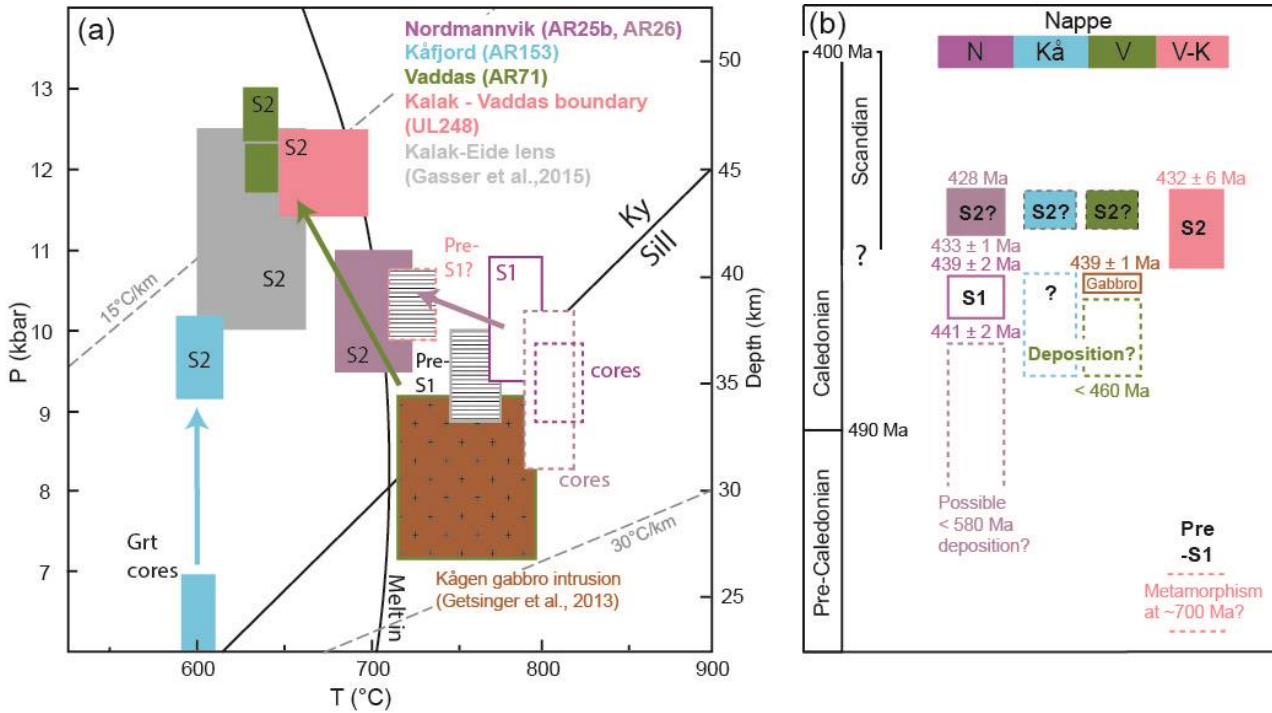 (a)
Nordmannvik (AR25b, AR26)
Kåfjord (AR153)
Vaddas (AR71)
Kalak - Vaddas boundary
(UL248)
Kalak-Eide lens
(Gasser et al.,2015)
P (kbar)
13
12
11
10
9
8
7
Depth (km)
50
45
40
35
30
25
T (°C)
600
700
800
900
S2
S2
S2
S2
S2
S1
Pre-
S1?
Pre-
S1
Ky
Sill
15°C/km
30°C/km
cores
cores
Grt
cores
Melt in
Kågen gabbro intrusion
(Getsinger et al., 2013)
(b)
Nappe
N Kå V V-K
400 Ma
Scandian
?
Caledonian
490 Ma
Pre-Caledonian
428 Ma
S2?
S2?
S2?
432 ± 6 Ma
S2
433 ± 1 Ma
439 ± 2 Ma
439 ± 1 Ma
S1
?
Gabbro
441 ± 2 Ma
Deposition?
< 460 Ma
Possible
< 580 Ma
deposition?
Pre
-S1
Metamorphism
at ~700 Ma?